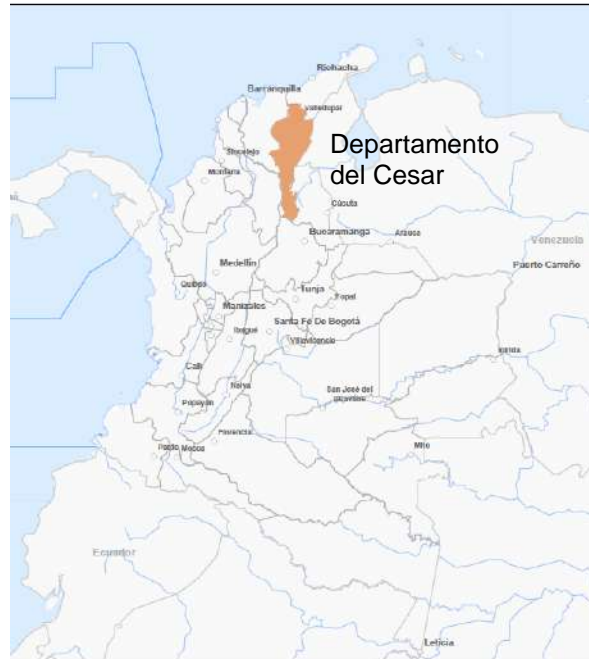 Riohacha
Barranquilla
Valledupar
Departamento
del Cesar
Sincelejo
Montería
Cúcuta
Bucaramanga
Arauca
Venezuela
Medellín
Puerto Carreño
Quibdó
Tunja
Yopal
Manizales
Santa Fé De Bogotá
Ibagué
Villavicencio
Inírida
Cali
Neiva
San José del
Guaviare
Popayán
Florencia
Mitú
Pasto
Mocoa
Ecuador
Leticia